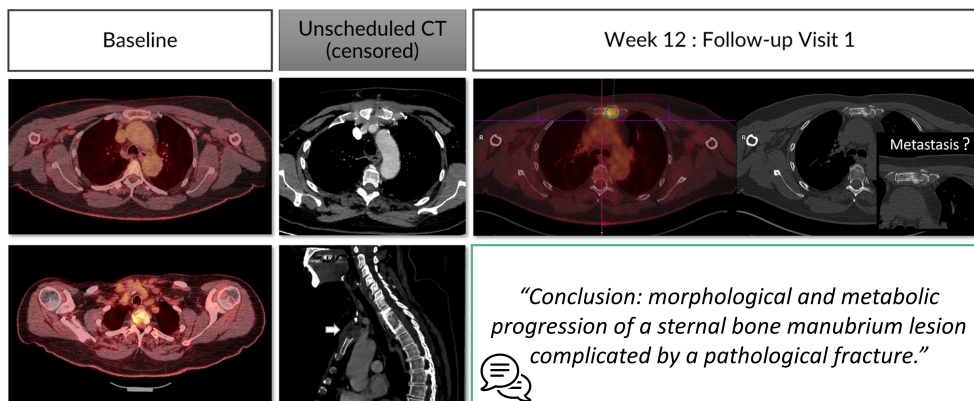 Baseline
Unscheduled CT
(censored)
Week 12 : Follow-up Visit 1
R
R
Metastasis ?
“Conclusion: morphological and metabolic
progression of a sternal bone manubrium lesion
complicated by a pathological fracture.”